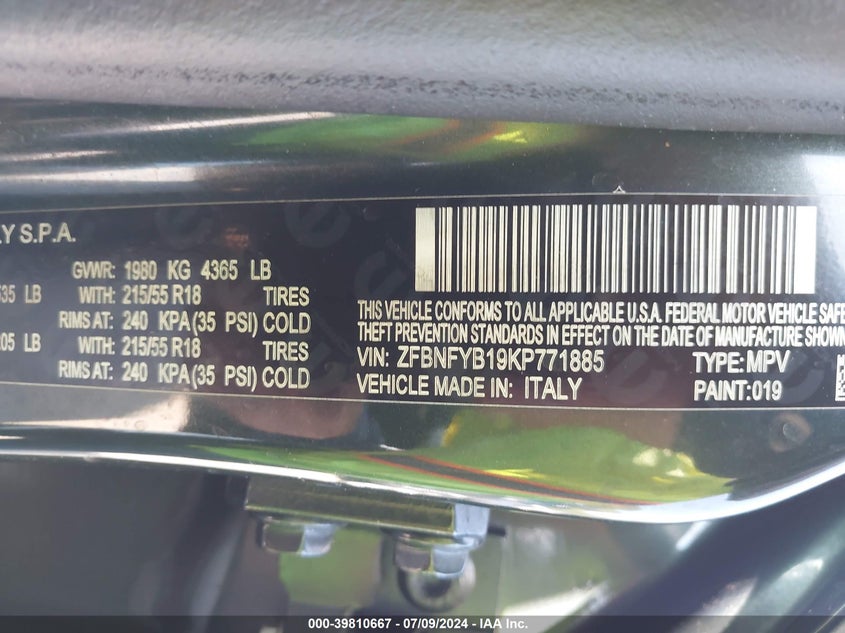 LY S.P.A.
GVWR: 1980 KG 4365 LB
535 LB WITH: 215/55 R18 TIRES
RIMS AT: 240 KPA (35 PSI) COLD
205 LB WITH: 215/55 R18 TIRES
RIMS AT: 240 KPA (35 PSI) COLD
THIS VEHICLE CONFORMS TO ALL APPLICABLE U.S.A. FEDERAL MOTOR VEHICLE SAFE
THEFT PREVENTION STANDARDS IN EFFECT ON THE DATE OF MANUFACTURE SHOWN
VIN: ZFBNFYB19KP771885 TYPE: MPV
VEHICLE MADE IN: ITALY PAINT: 019
000-39810667 / 07/09/2024 - IAA Inc.